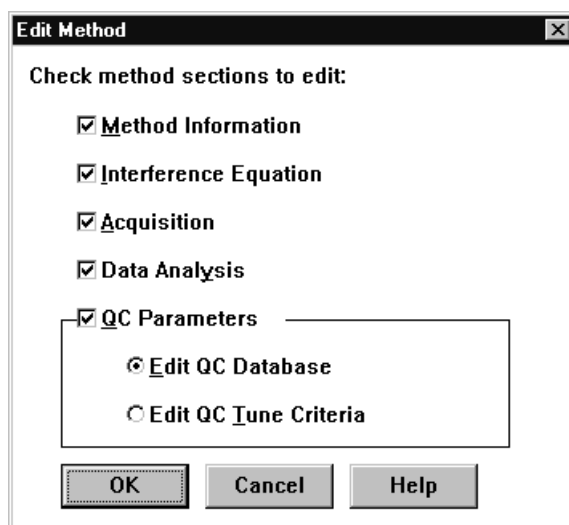 Edit Method
Check method sections to edit:
Method Information
Interference Equation
Acquisition
Data Analysis
QC Parameters
Edit QC Database
Edit QC Tune Criteria
OK Cancel Help